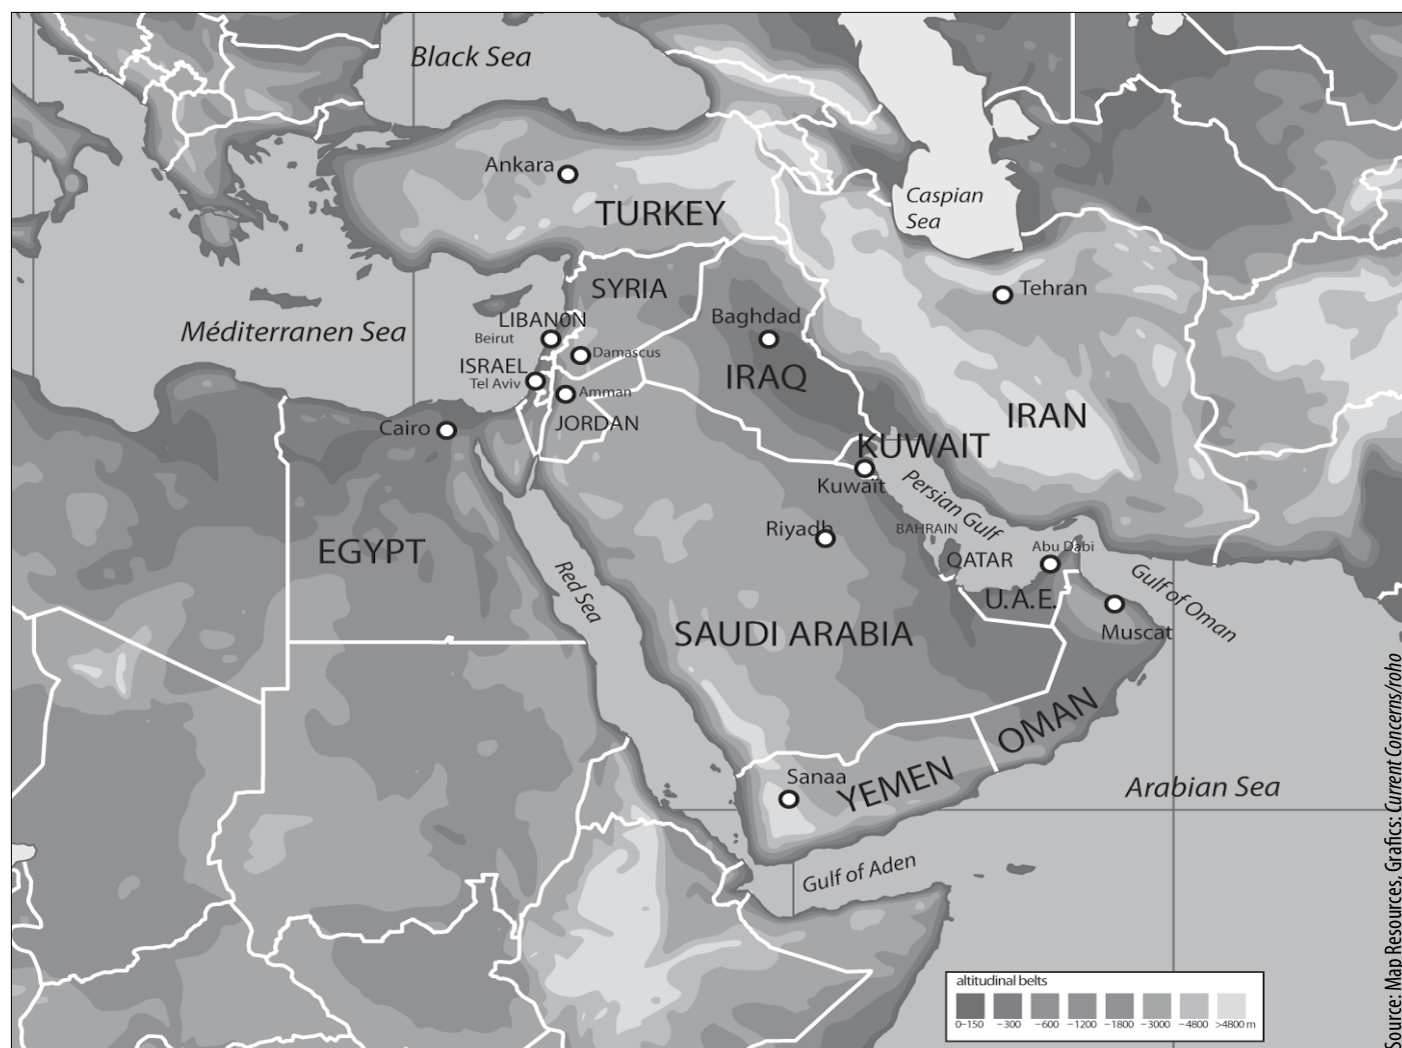 Black Sea
Ankara
TURKEY
Caspian
Sea
SYRIA
Tehran
LIBANON
Beirut
Baghdad
Méditerranen Sea
Damascus
ISRAEL
Tel Aviv
IRAQ
Amman
JORDAN
IRAN
Cairo
KUWAIT
Kuwait
Persian Gulf
Riyadh
BAHRAIN
EGYPT
QATAR
Abu Dabi
Red Sea
U.A.E.
Gulf of Oman
Muscat
SAUDI ARABIA
OMAN
Sanaa
YEMEN
Arabian Sea
Gulf of Aden
altitudinal belts
0–150 –300 –600 –1200 –1800 –3000 –4800 >4800 m
Source: Map Resources, Grafics: Current Concerns/roho